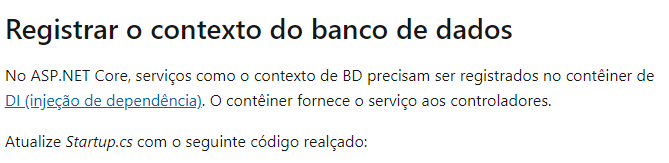 Registrar o contexto do banco de dados
No ASP.NET Core, serviços como o contexto de BD precisam ser registrados no contêiner de
DI (injeção de dependência). O contêiner fornece o serviço aos controladores.
Atualize Startup.cs com o seguinte código realçado: